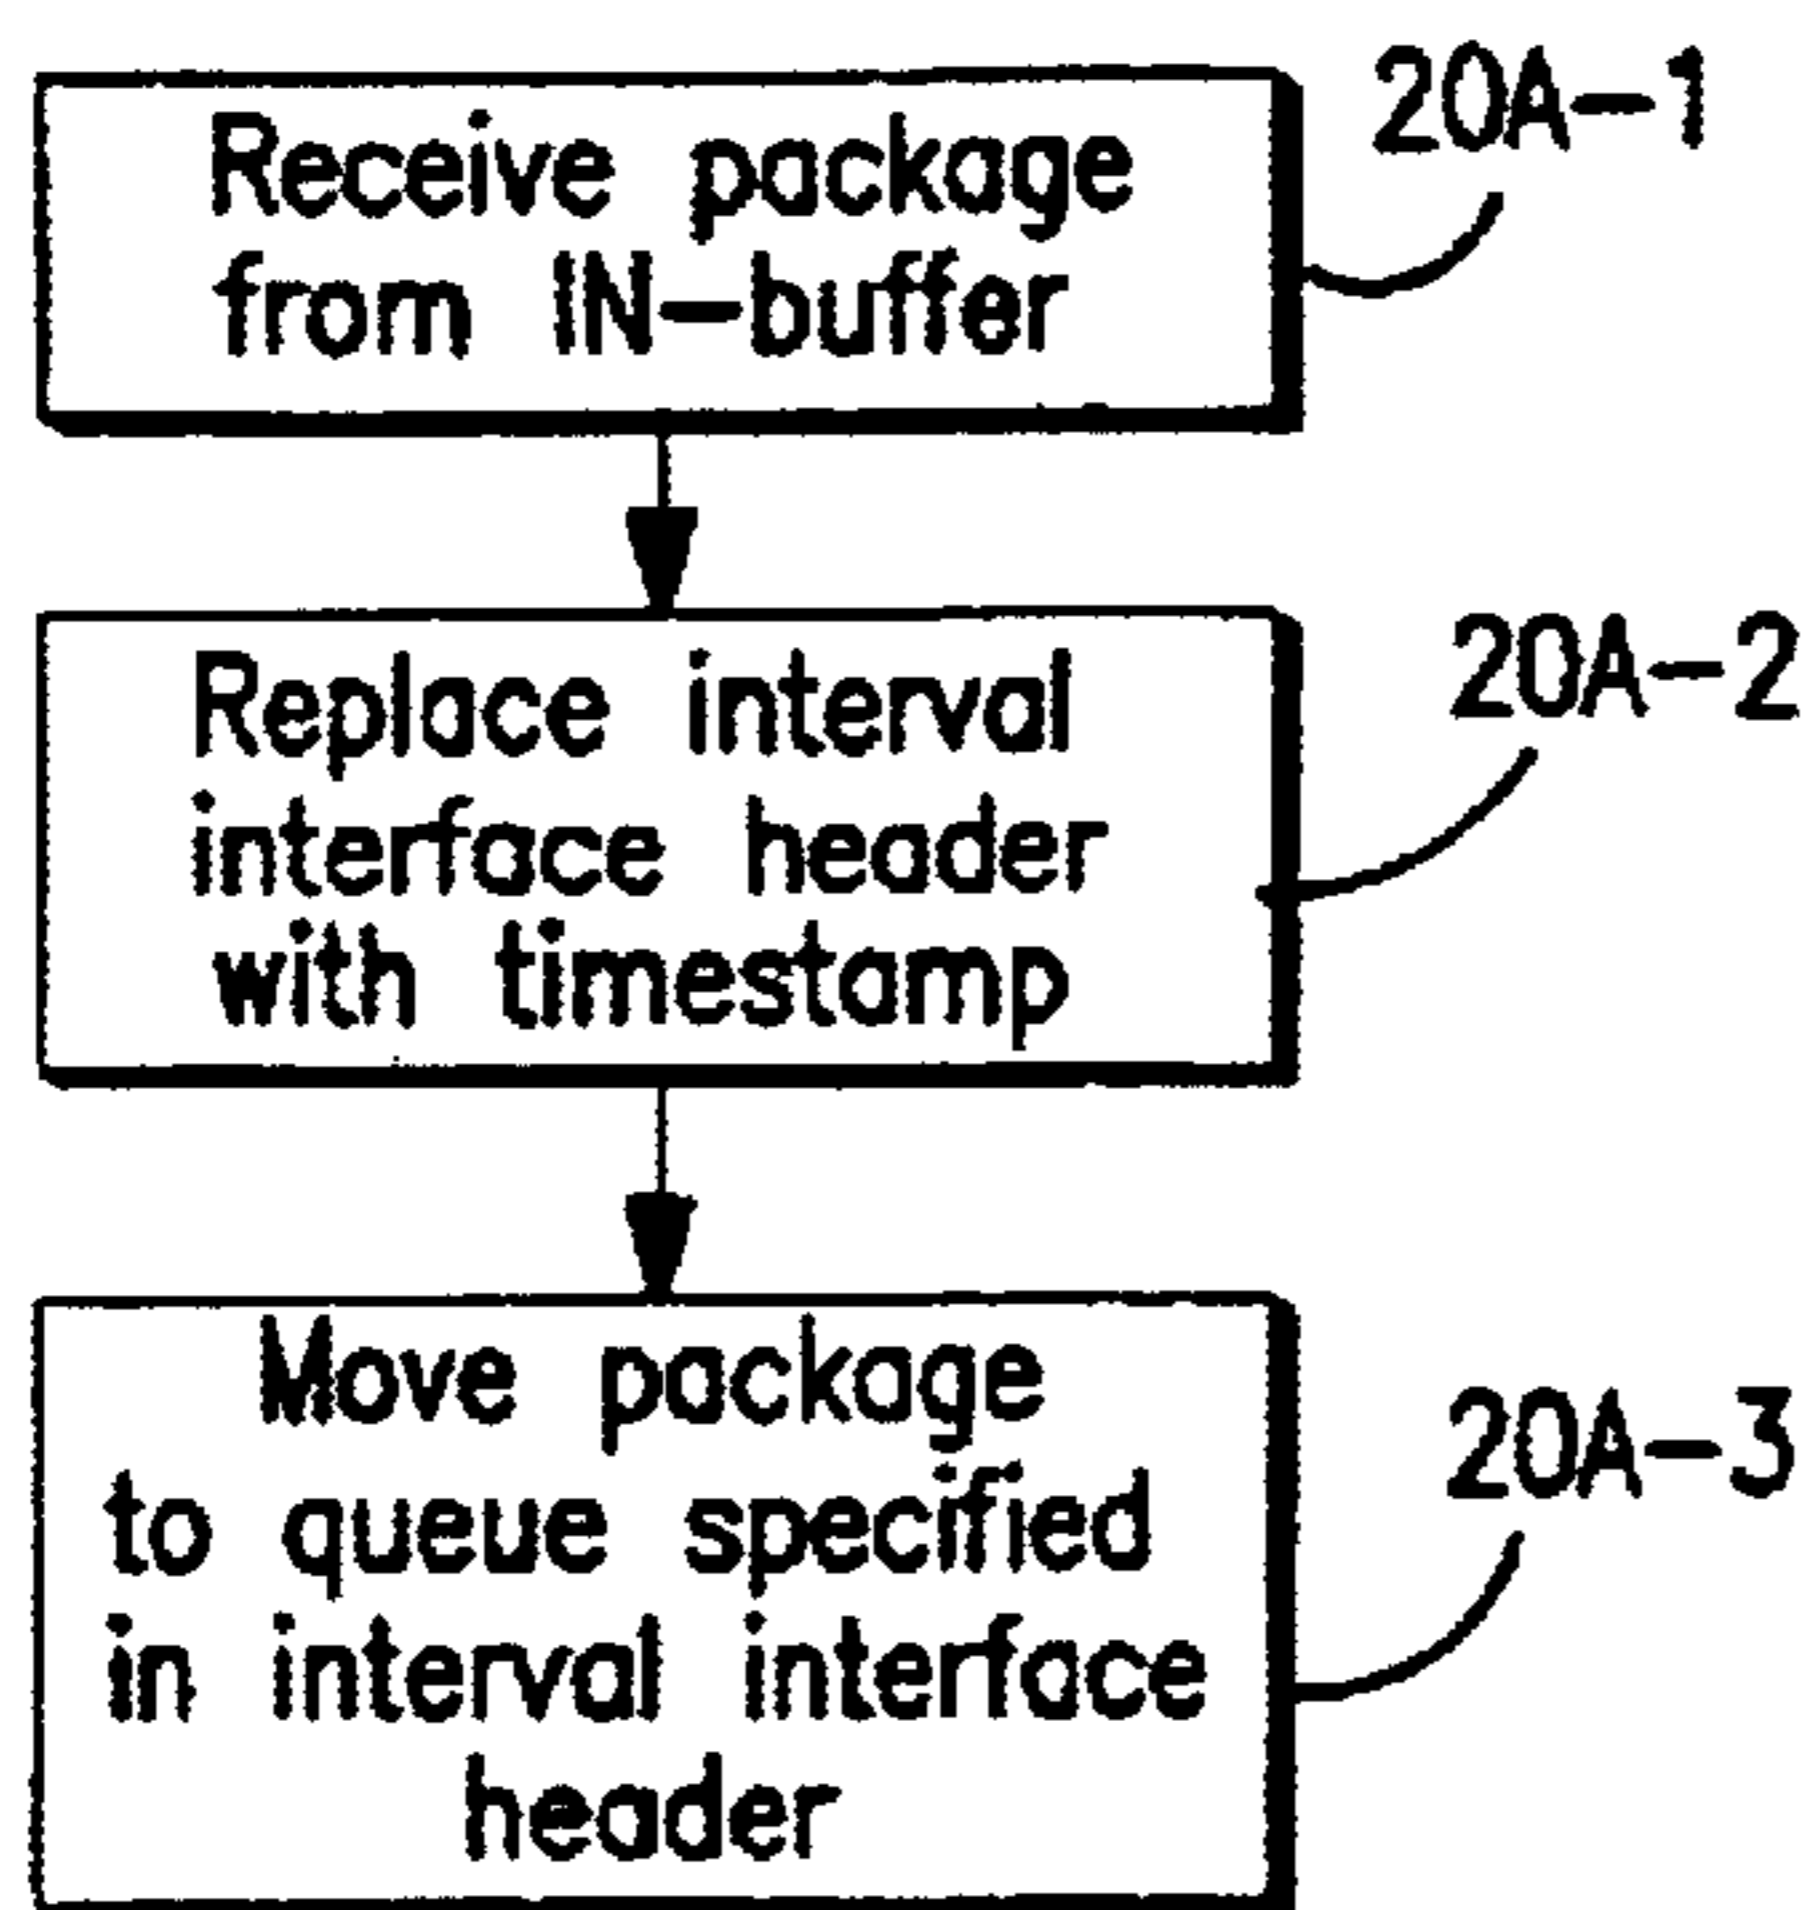 Receive package
from IN-buffer
20A-1
Replace interval
interface header
with timestamp
20A-2
Move package
to queue specified
in interval interface
header
20A-3